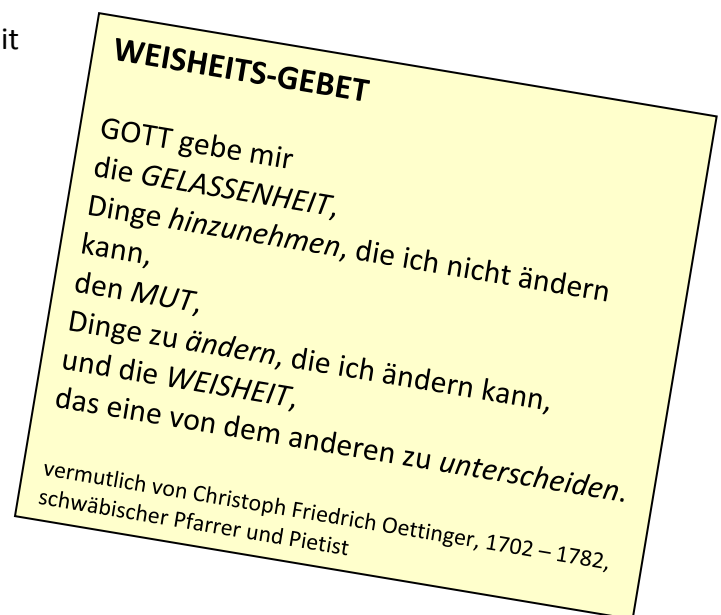 it
WEISHEITS-GEBET
GOTT gebe mir
die GELASSENHEIT,
Dinge hinzunehmen, die ich nicht ändern
kann,
den MUT,
Dinge zu ändern, die ich ändern kann,
und die WEISHEIT,
das eine von dem anderen zu unterscheiden.
vermutlich von Christoph Friedrich Oettinger, 1702 – 1782,
schwäbischer Pfarrer und Pietist